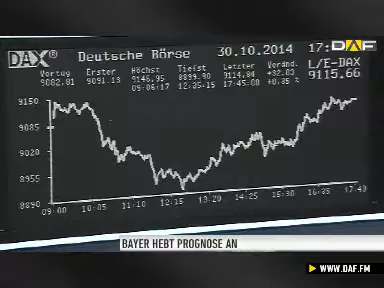 DAX® Deutsche Börse 30.10.2014 17: DAF
Vortag Erster Höchst Tiefst Letzter Veränd. L/E-DAX
9082.81 9091.13 9146.95 8899.90 9114.84 +32.03 9115.66
09:06:17 12:35:15 17:45:00 +0.35 %
9150
9085
9020
8955
8890
09:00 10:05 11:10 12:15 13:20 14:25 15:30 16:35 17:40
BAYER HEBT PROGNOSE AN
WWW.DAF.FM